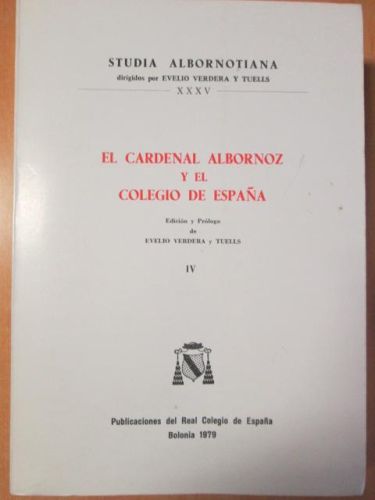 STUDIA ALBORNOTIANA
dirigidos por EVELIO VERDERA Y TUELLS
XXXV
EL CARDENAL ALBORNOZ
Y EL
COLEGIO DE ESPAÑA
Edición y Prólogo
de
EVELIO VERDERA y TUELLS
IV
Publicaciones del Real Colegio de España
Bolonia 1979